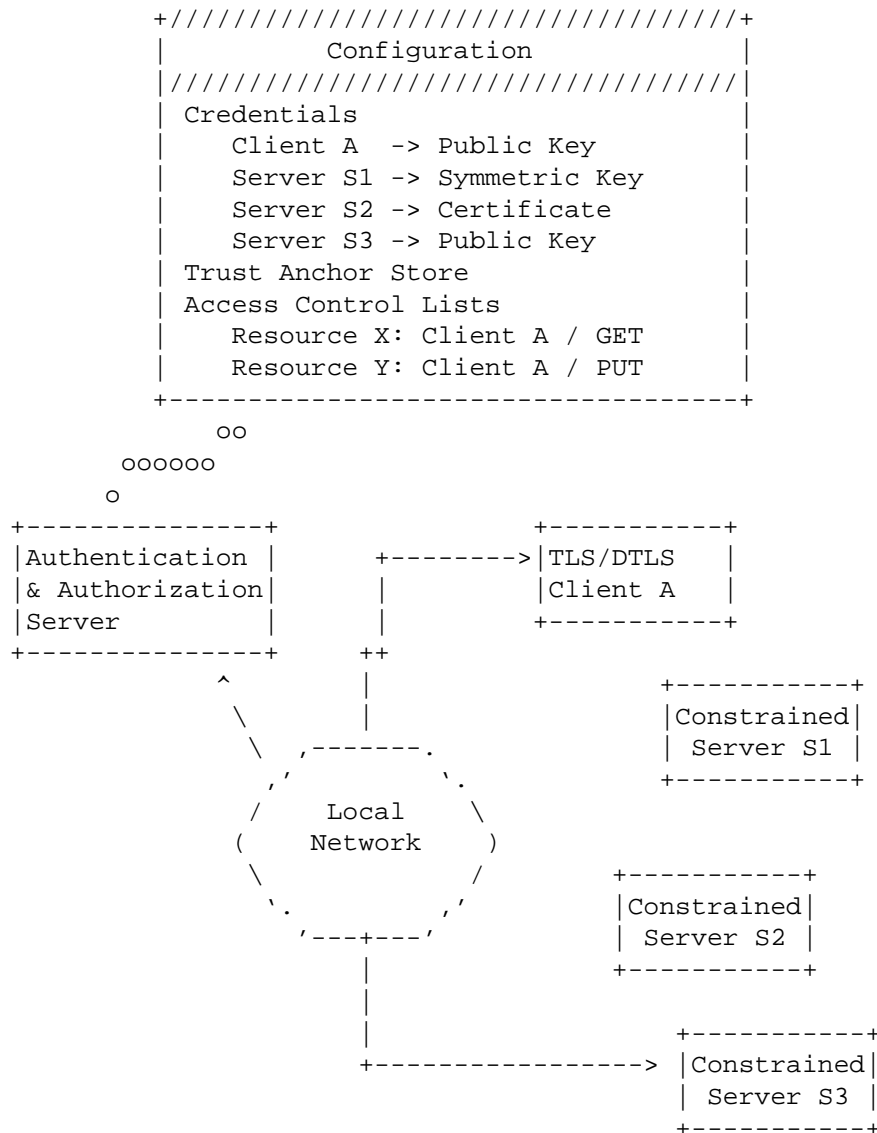 Configuration
Credentials
Client A -> Public Key
Server S1 -> Symmetric Key
Server S2 -> Certificate
Server S3 -> Public Key
Trust Anchor Store
Access Control Lists
Resource X: Client A / GET
Resource Y: Client A / PUT
oo
oooooo
o
Authentication
& Authorization
Server
TLS/DTLS
Client A
Constrained
Server S1
Local
Network
Constrained
Server S2
Constrained
Server S3